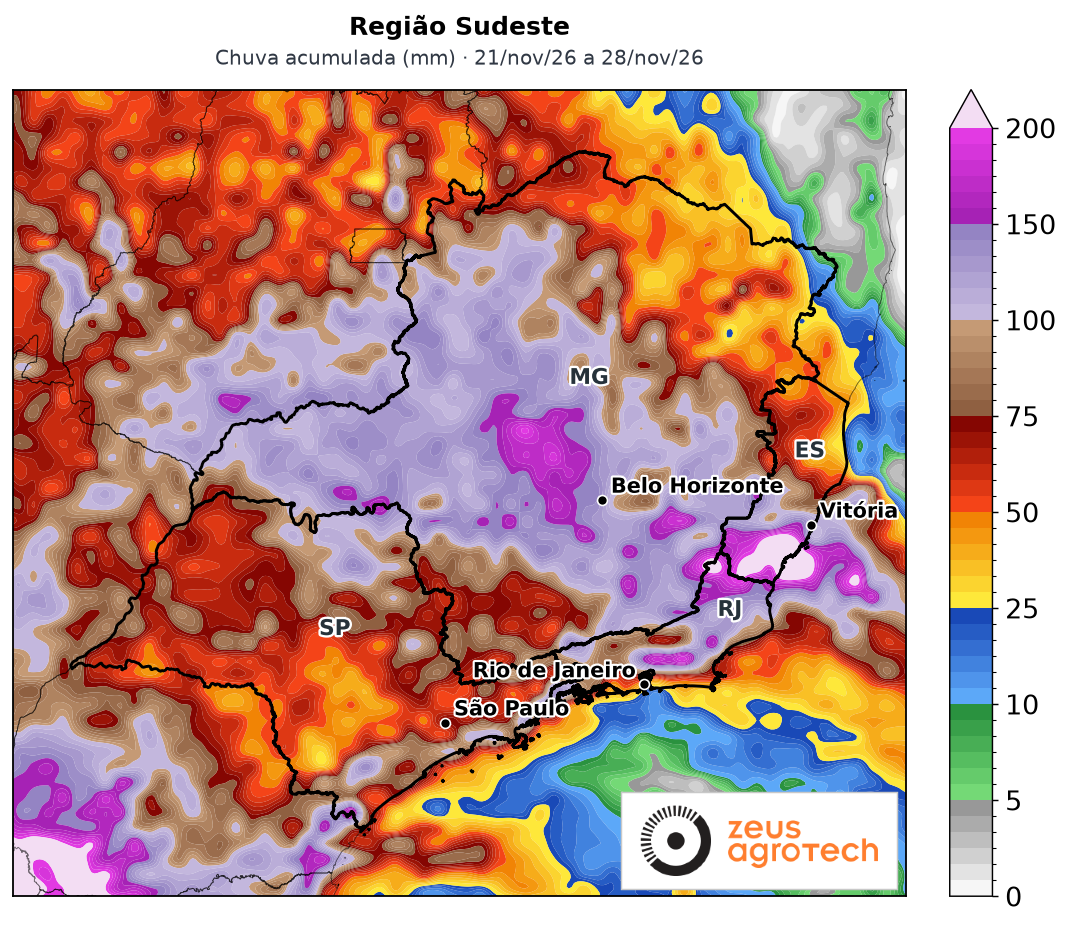 Região Sudeste
Chuva acumulada (mm) · 21/nov/26 a 28/nov/26
200
150
100
75
50
25
10
5
0
MG
ES
Belo Horizonte
Vitória
RJ
SP
Rio de Janeiro
São Paulo
zeus
agrotech